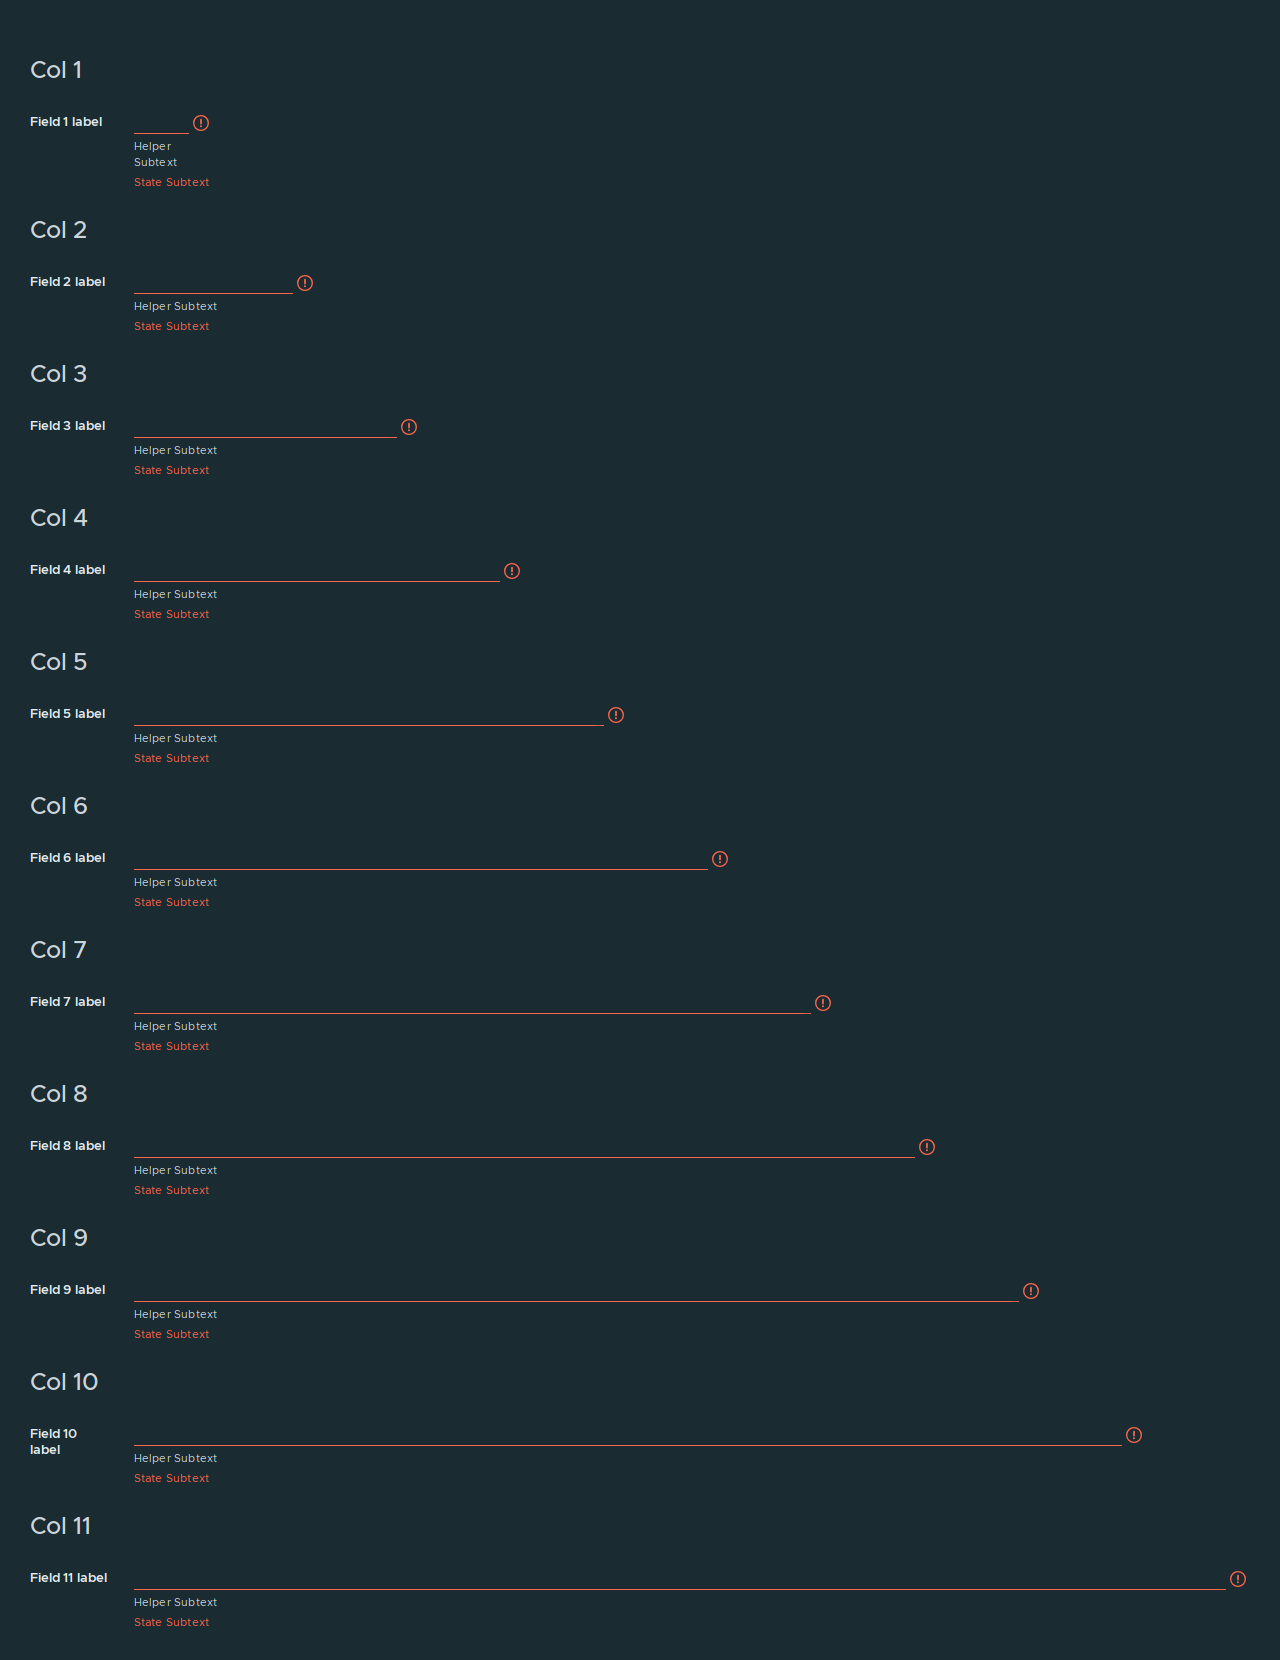 Col 1
Field 1 label
Helper
Subtext
State Subtext
Col 2
Field 2 label
Helper Subtext
State Subtext
Col 3
Field 3 label
Helper Subtext
State Subtext
Col 4
Field 4 label
Helper Subtext
State Subtext
Col 5
Field 5 label
Helper Subtext
State Subtext
Col 6
Field 6 label
Helper Subtext
State Subtext
Col 7
Field 7 label
Helper Subtext
State Subtext
Col 8
Field 8 label
Helper Subtext
State Subtext
Col 9
Field 9 label
Helper Subtext
State Subtext
Col 10
Field 10
label
Helper Subtext
State Subtext
Col 11
Field 11 label
Helper Subtext
State Subtext